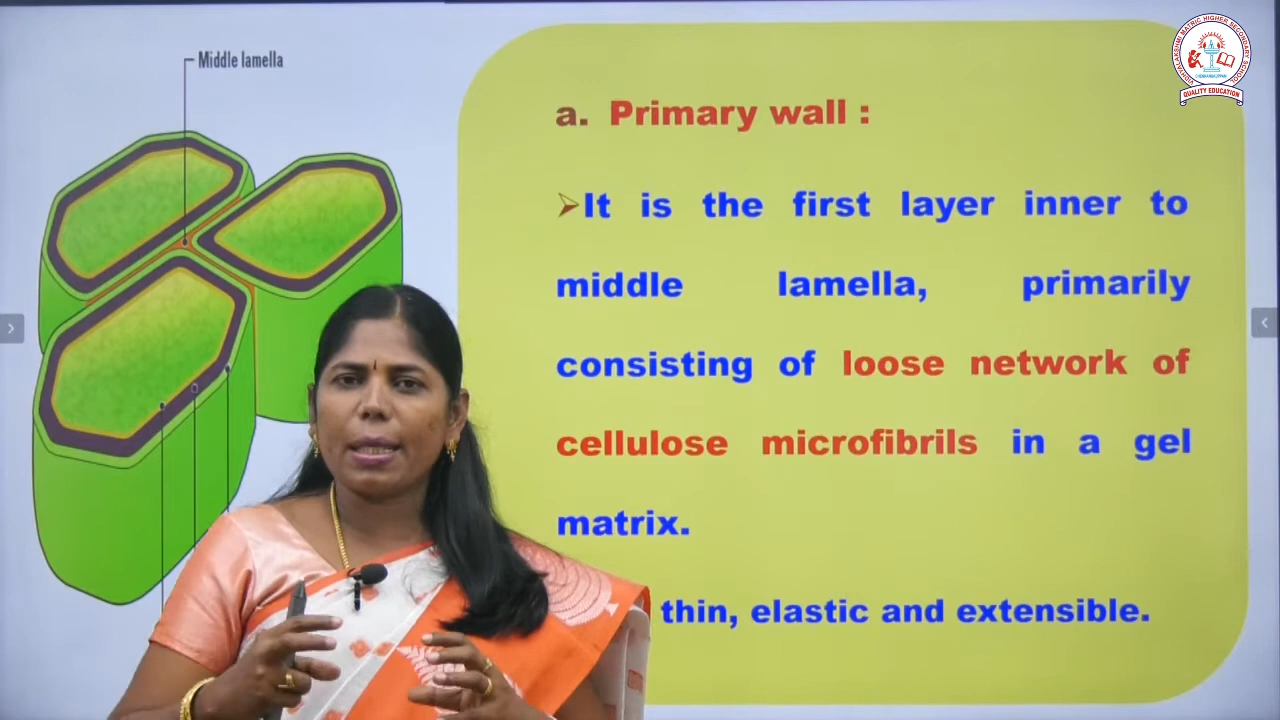 Middle lamella
a. Primary wall :
It is the first layer inner to
middle lamella, primarily
consisting of loose network of
cellulose microfibrils in a gel
matrix.
thin, elastic and extensible.
QUALITY EDUCATION